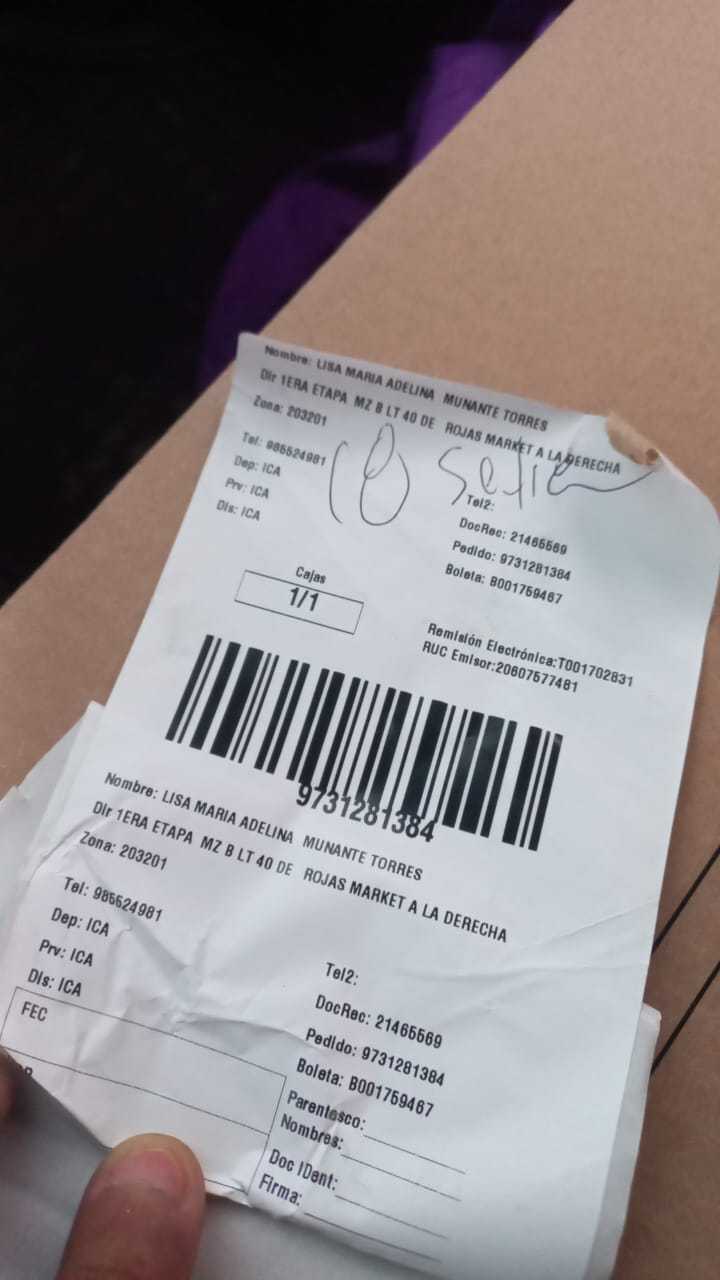 Nombre: LISA MARIA ADELINA MUNANTE TORRES
Dir 1ERA ETAPA MZ B LT 40 DE ROJAS MARKET A LA DERECHA
Zona: 203201
Tel: 985524981
Dep: ICA
Prv: ICA
Dis: ICA
Tel2:
DocRec: 21465569
Pedido: 9731281384
Boleta: B001759467
Cajas
1/1
Remisión Electrónica:T001702831
RUC Emisor:20607577481
9731281384
Nombre: LISA MARIA ADELINA MUNANTE TORRES
Dir 1ERA ETAPA MZ B LT 40 DE ROJAS MARKET A LA DERECHA
Zona: 203201
Tel: 985524981
Dep: ICA
Prv: ICA
Dis: ICA
Tel2:
DocRec: 21465569
Pedido: 9731281384
Boleta: B001759467
FEC
Parentesco:
Nombres:
Doc IDent:
Firma: